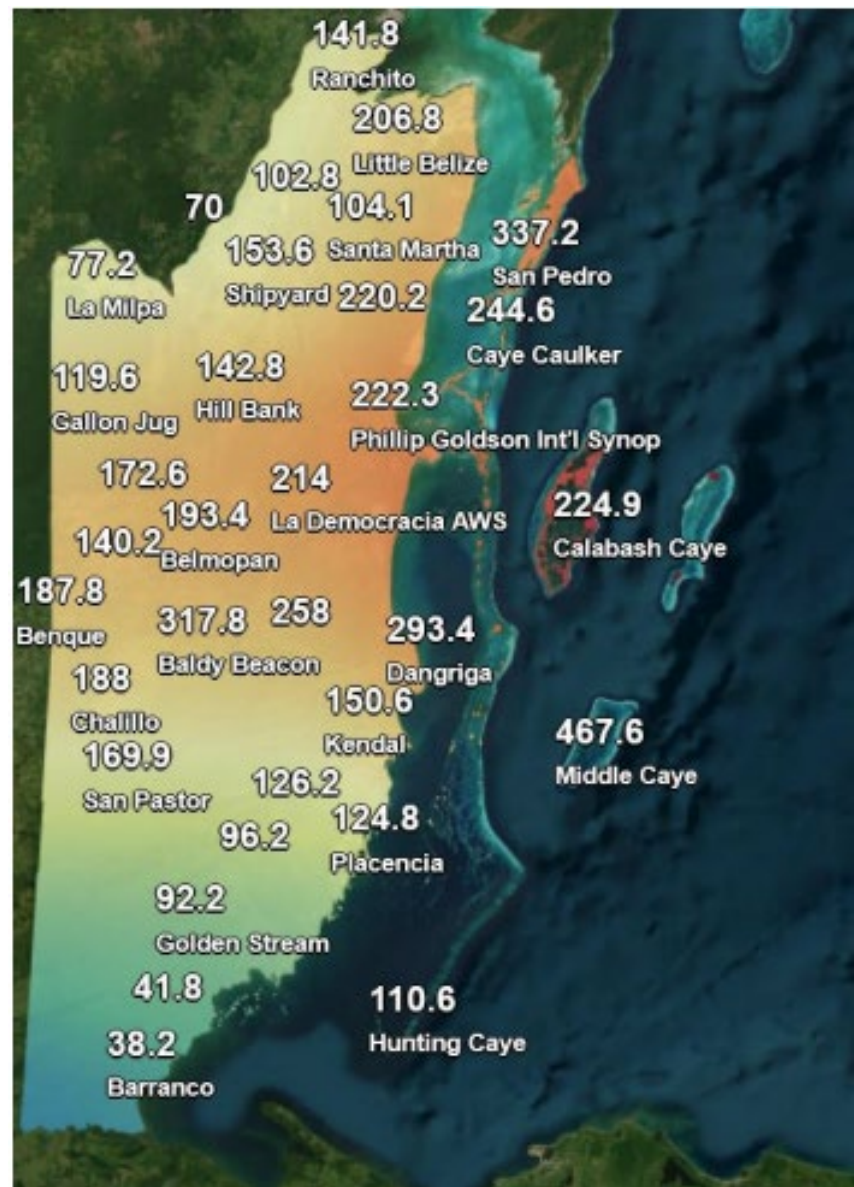 141.8
Ranchito
206.8
Little Belize
102.8
70
104.1
Santa Martha
337.2
San Pedro
77.2
La Milpa
153.6
Shipyard
220.2
244.6
Caye Caulker
119.6
Gallon Jug
142.8
Hill Bank
222.3
Phillip Goldson Int'l Synop
172.6
214
La Democracia AWS
193.4
Belmopan
224.9
Calabash Caye
140.2
187.8
Benque
317.8
Baldy Beacon
258
293.4
Dangriga
188
Chalillo
150.6
Kendal
467.6
Middle Caye
169.9
San Pastor
126.2
124.8
Placencia
96.2
92.2
Golden Stream
41.8
110.6
Hunting Caye
38.2
Barranco